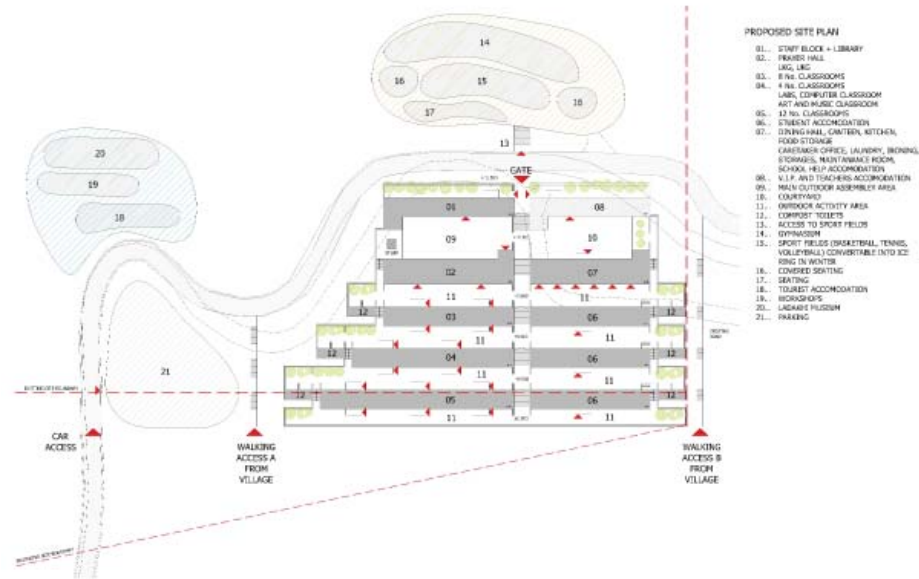 PROPOSED SITE PLAN
01.. STAFF BLOCK + LIBRARY
02.. PRAYER HALL
LKG, UKG
03.. 8 No. CLASSROOMS
04.. 4 No. CLASSROOMS
LABS, COMPUTER CLASSROOM
ART AND MUSIC CLASSROOM
05.. 12 No. CLASSROOMS
06.. STUDENT ACCOMODATION
07.. DINING HALL, CANTEEN, KITCHEN,
FOOD STORAGE
CARETAKER OFFICE, LAUNDRY, IRONING,
STORAGES, MAINTANANCE ROOM,
SCHOOL HELP ACCOMODATION
08.. V.I.P. AND TEACHERS ACCOMODATION
09.. MAIN OUTDOOR ASSEMBLEY AREA
10.. COURTYARD
11.. OURDOOR ACTIVITY AREA
12.. COMPOST TOILETS
13.. ACCESS TO SPORT FIELDS
14.. GYMNASIUM
15.. SPORT FIELDS (BASKETBALL, TENNIS,
VOLLEYBALL) CONVERTABLE INTO ICE
RING IN WINTER
16.. COVERED SEATING
17.. SEATING
18.. TOURIST ACCOMODATION
19.. WORKSHOPS
20.. LADAKHI MUSEUM
21.. PARKING
14
16
15
18
17
13
20
19
18
GATE
01
08
09
10
02
07
11
11
12
03
06
12
11
11
12
04
06
12
11
11
12
05
06
12
11
11
21
CAR
ACCESS
WALKING
ACCESS A
FROM
VILLAGE
WALKING
ACCESS B
FROM
VILLAGE